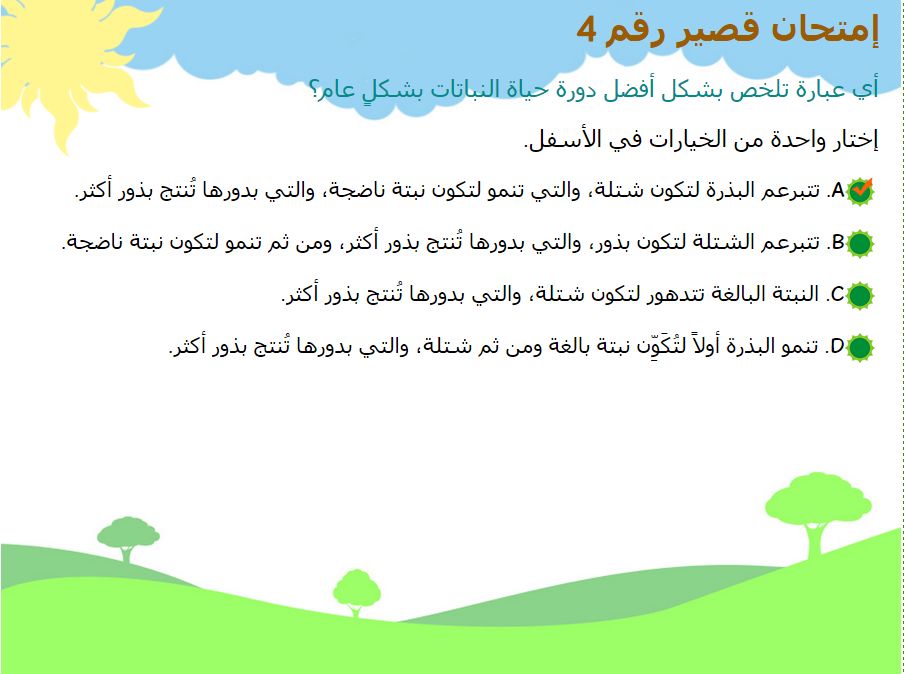 إمتحان قصير رقم 4
أي عبارة تلخص بشكل أفضل دورة حياة النباتات بشكلٍ عام؟
إختار واحدة من الخيارات في الأسفل.
A. تتبرعم البذرة لتكون شتلة، والتي تنمو لتكون نبتة ناضجة، والتي بدورها تُنتج بذور أكثر.
B. تتبرعم الشتلة لتكون بذور، والتي بدورها تُنتج بذور أكثر، ومن ثم تنمو لتكون نبتة ناضجة.
C. النبتة البالغة تتدهور لتكون شتلة، والتي بدورها تُنتج بذور أكثر.
D. تنمو البذرة أولاً لتُكَوِّن نبتة بالغة ومن ثم شتلة، والتي بدورها تُنتج بذور أكثر.